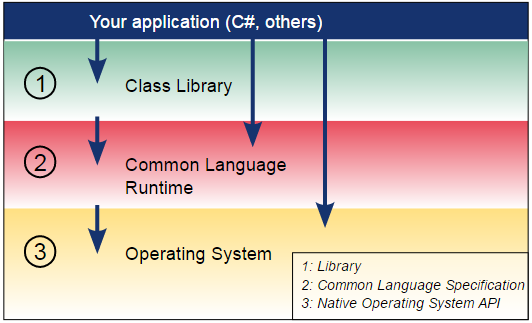 Your application (C#, others)
1
Class Library
2
Common Language
Runtime
3
Operating System
1: Library
2: Common Language Specification
3: Native Operating System API